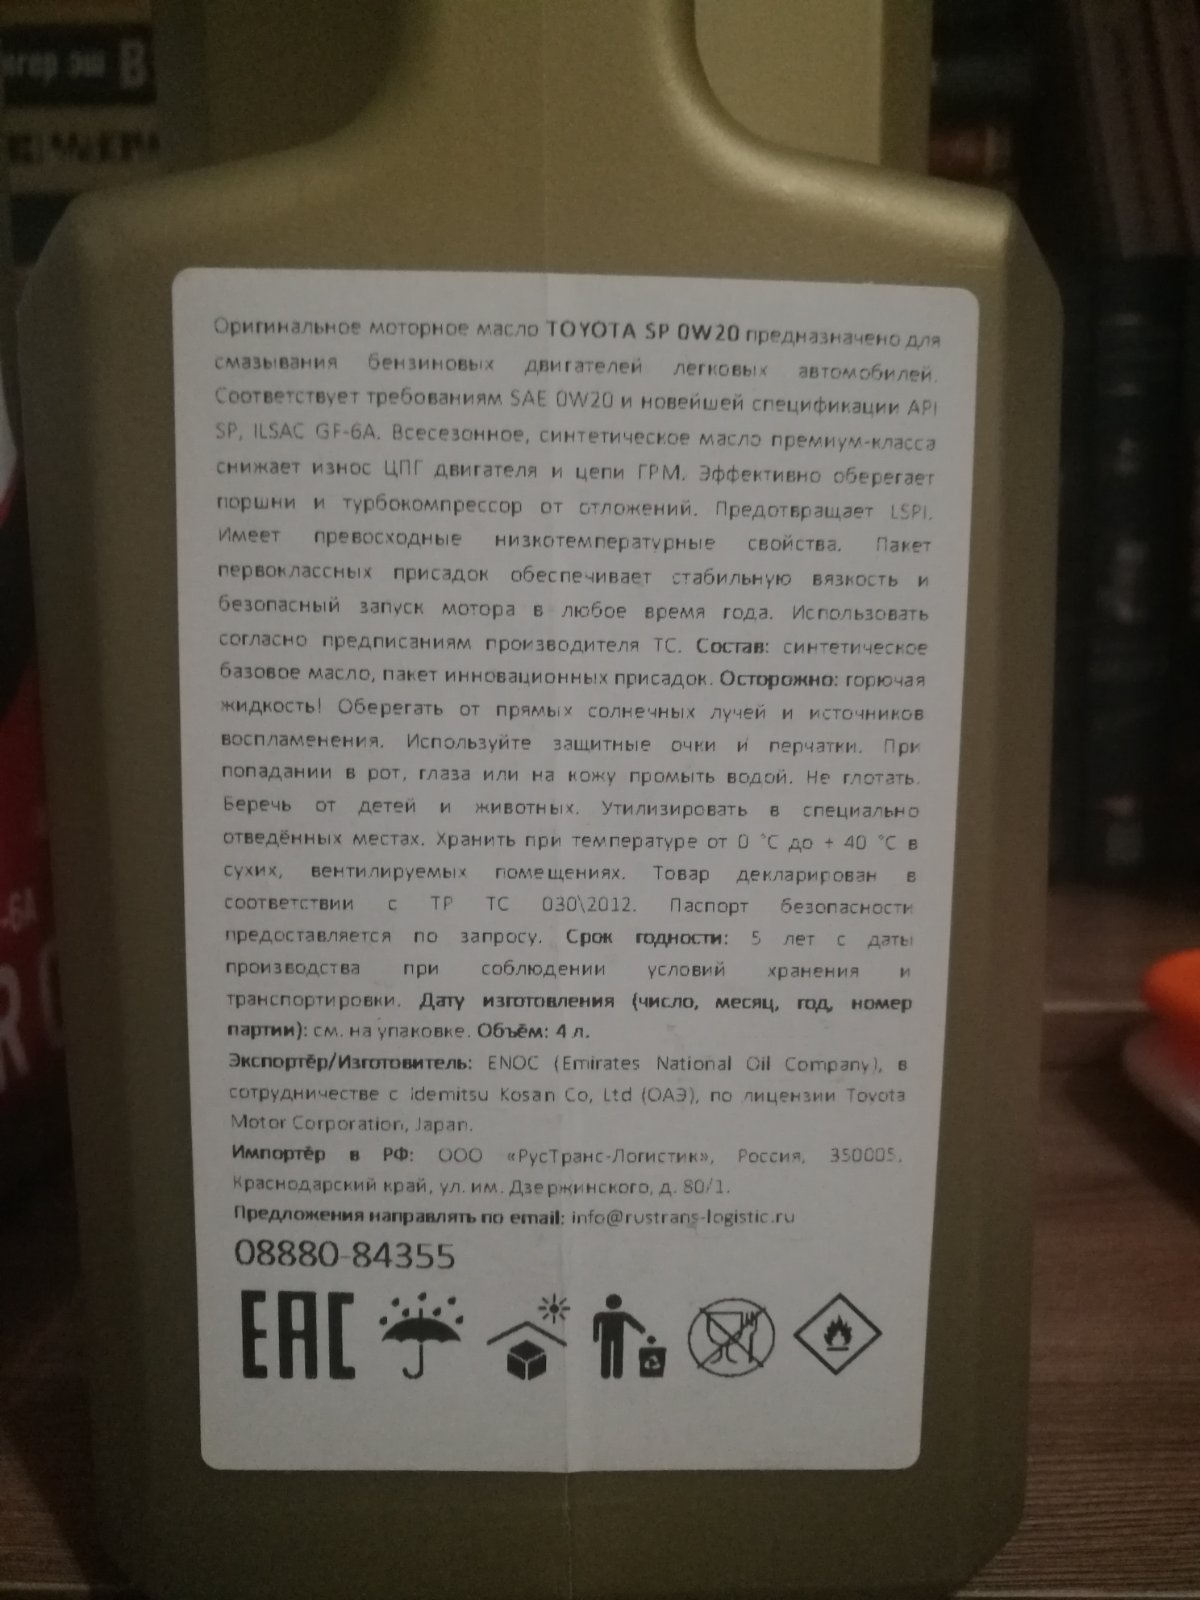 Оригинальное моторное масло TOYOTA SP 0W20 предназначено для
смазывания бензиновых двигателей легковых автомобилей.
Соответствует требованиям SAE 0W20 и новейшей спецификации API
SP, ILSAC GF-6A. Всесезонное, синтетическое масло премиум-класса
снижает износ ЦПГ двигателя и цепи ГРМ. Эффективно оберегает
поршни и турбокомпрессор от отложений. Предотвращает LSPI.
Имеет превосходные низкотемпературные свойства. Пакет
первоклассных присадок обеспечивает стабильную вязкость и
безопасный запуск мотора в любое время года. Использовать
согласно предписаниям производителя ТС. Состав: синтетическое
базовое масло, пакет инновационных присадок. Осторожно: горючая
жидкость! Оберегать от прямых солнечных лучей и источников
воспламенения. Используйте защитные очки и перчатки. При
попадании в рот, глаза или на кожу промыть водой. Не глотать.
Беречь от детей и животных. Утилизировать в специально
отведённых местах. Хранить при температуре от 0 °С до + 40 °С в
сухих, вентилируемых помещениях. Товар декларирован в
соответствии с ТР ТС 030\2012. Паспорт безопасности
предоставляется по запросу. Срок годности: 5 лет с даты
производства при соблюдении условий хранения и
транспортировки. Дату изготовления (число, месяц, год, номер
партии): см. на упаковке. Объём: 4 л.
Экспортёр/Изготовитель: ENOC (Emirates National Oil Company), в
сотрудничестве с Idemitsu Kosan Co, Ltd (ОАЭ), по лицензии Toyota
Motor Corporation, Japan.
Импортёр в РФ: ООО «РусТранс-Логистик», Россия, 350005,
Краснодарский край, ул. им. Дзержинского, д. 80/1.
Предложения направлять по email: info@rustrans-logistic.ru
08880-84355
EAC
-6A